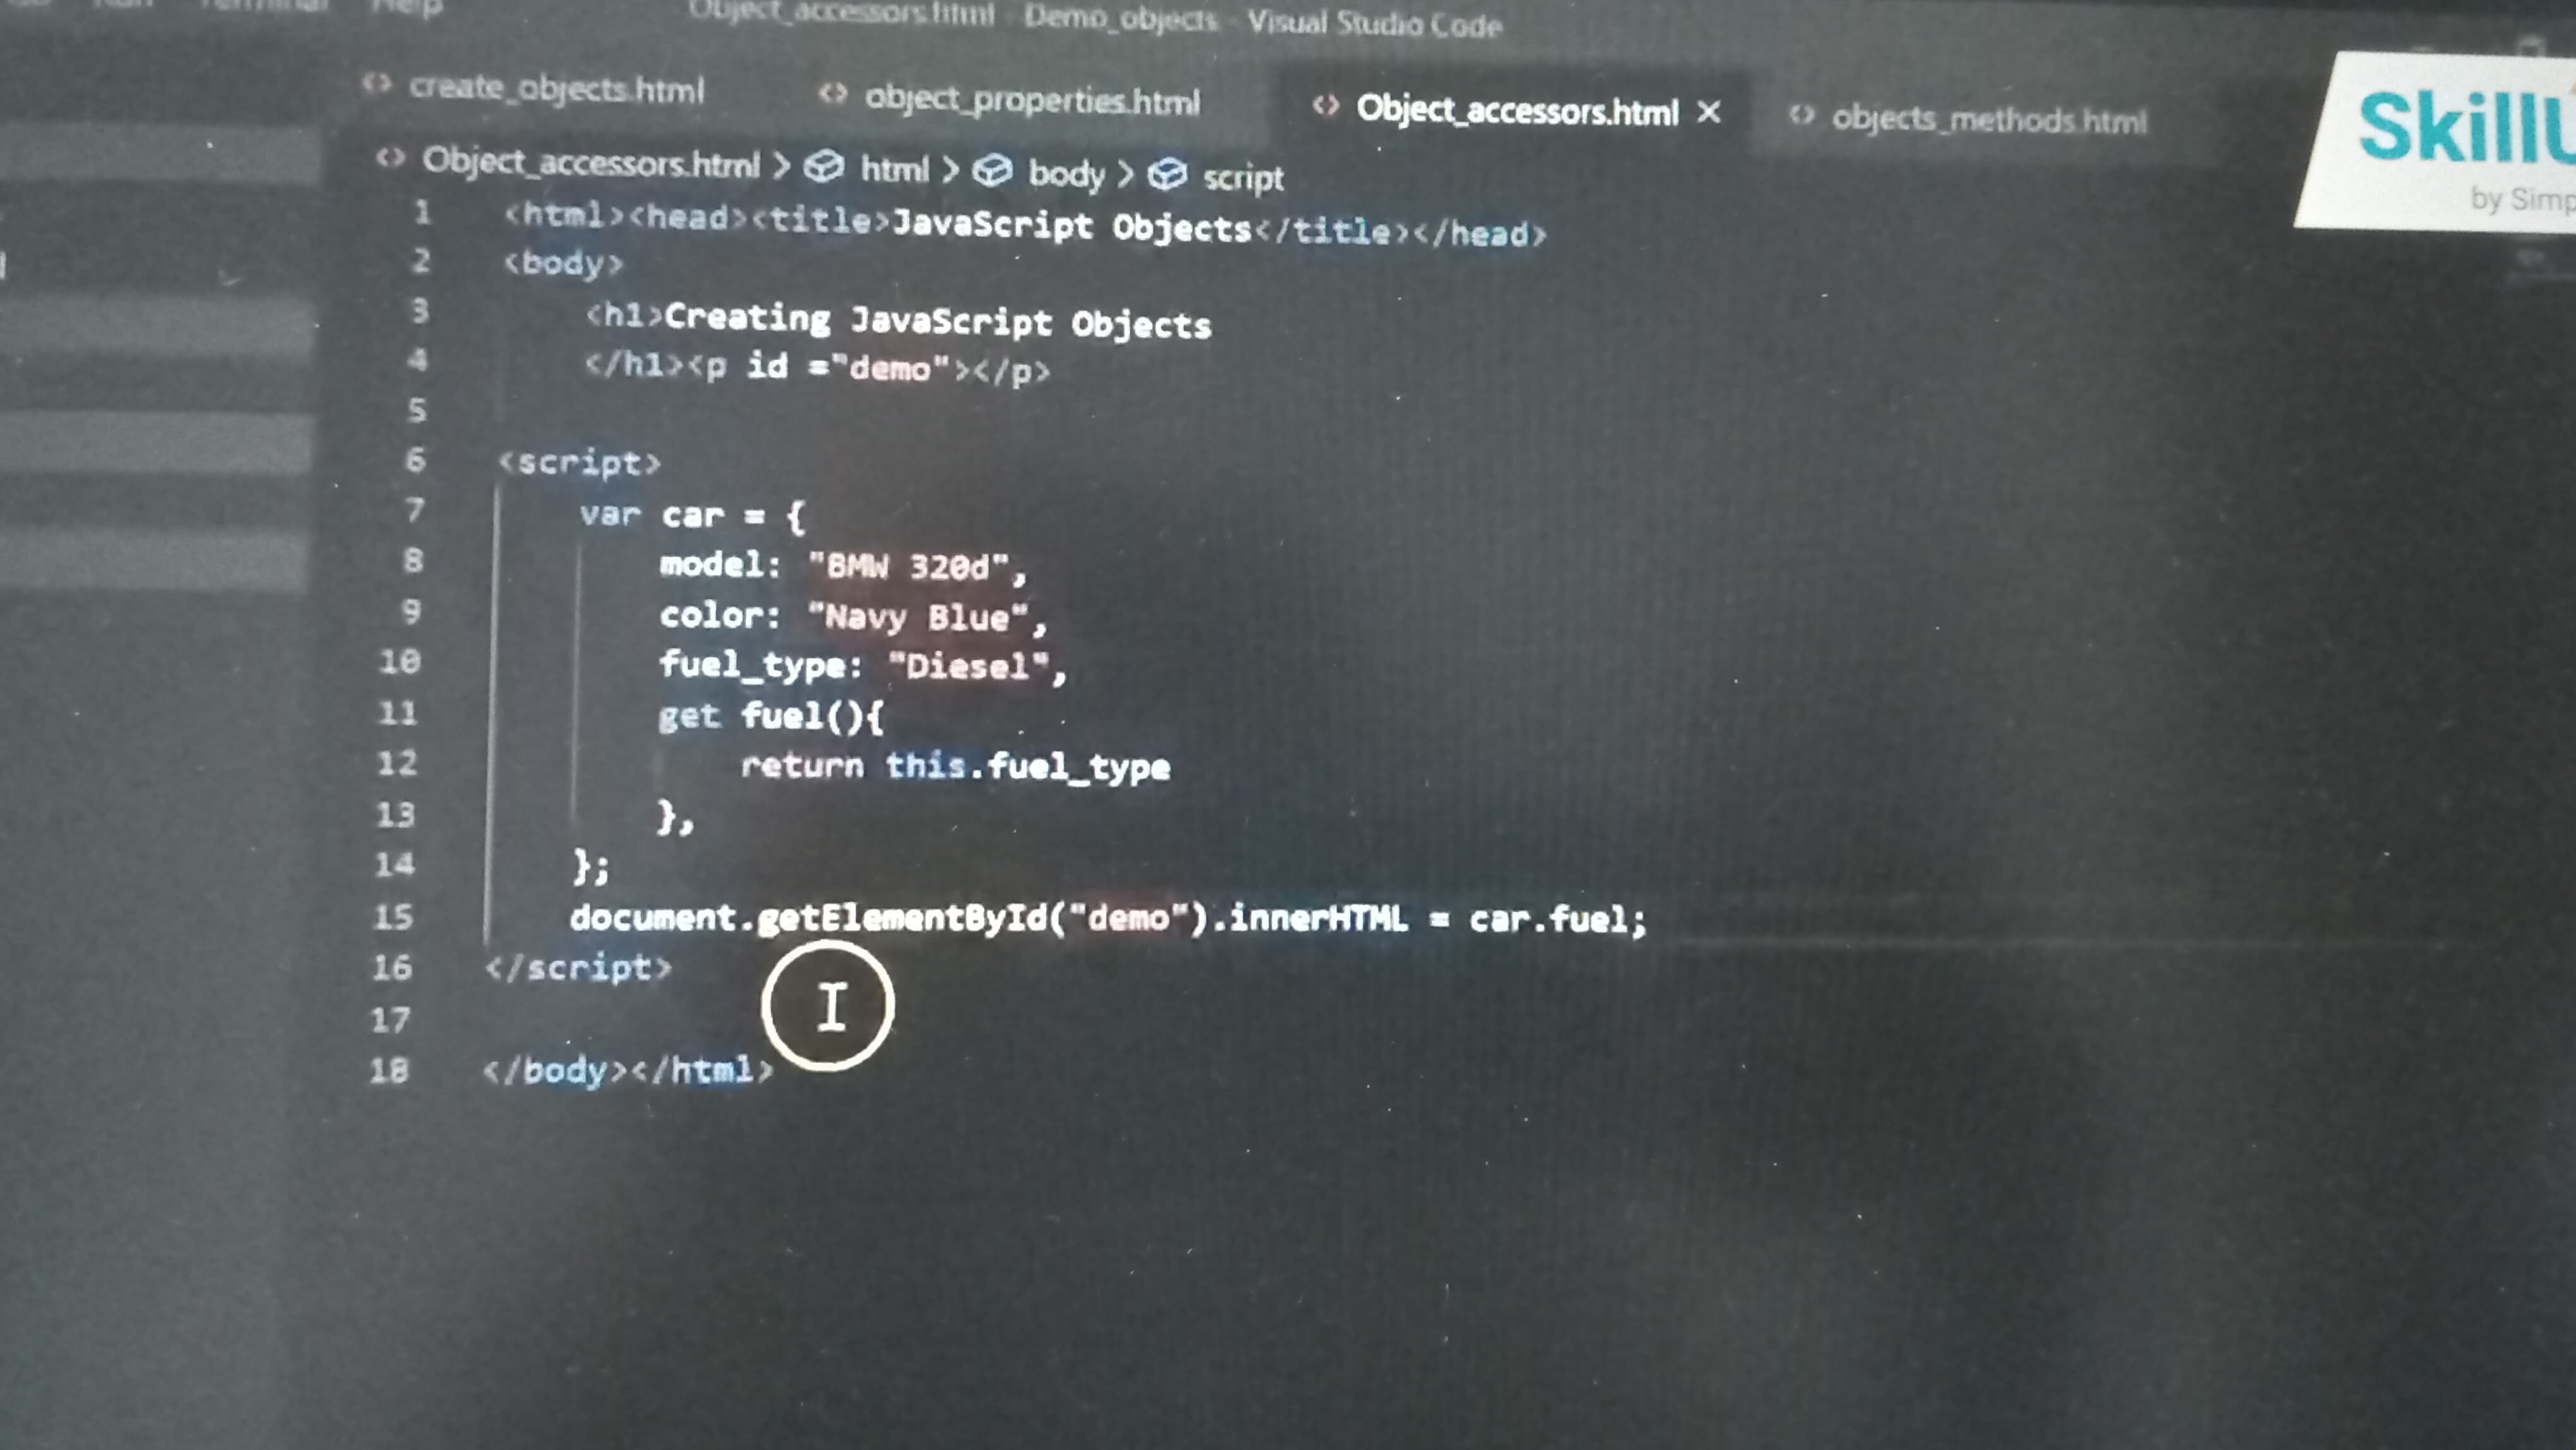 Help
Object_accessors.html - Demo_objects - Visual Studio Code
create_objects.html object_properties.html Object_accessors.html X objects_methods.html
Skill
by
Object_accessors.html > html > body > script
1 <html><head><title>JavaScript Objects</title></head>
2 <body>
3 <h1>Creating JavaScript Objects
4 </h1><p id ="demo"></p>
5
6 <script>
7 var car = {
8 model: "BMW 320d",
9 color: "Navy Blue",
10 fuel_type: "Diesel",
11 get fuel(){
12 return this.fuel_type
13 },
14 };
15 document.getElementById("demo").innerHTML = car.fuel;
16 </script>
17
18 </body></html>